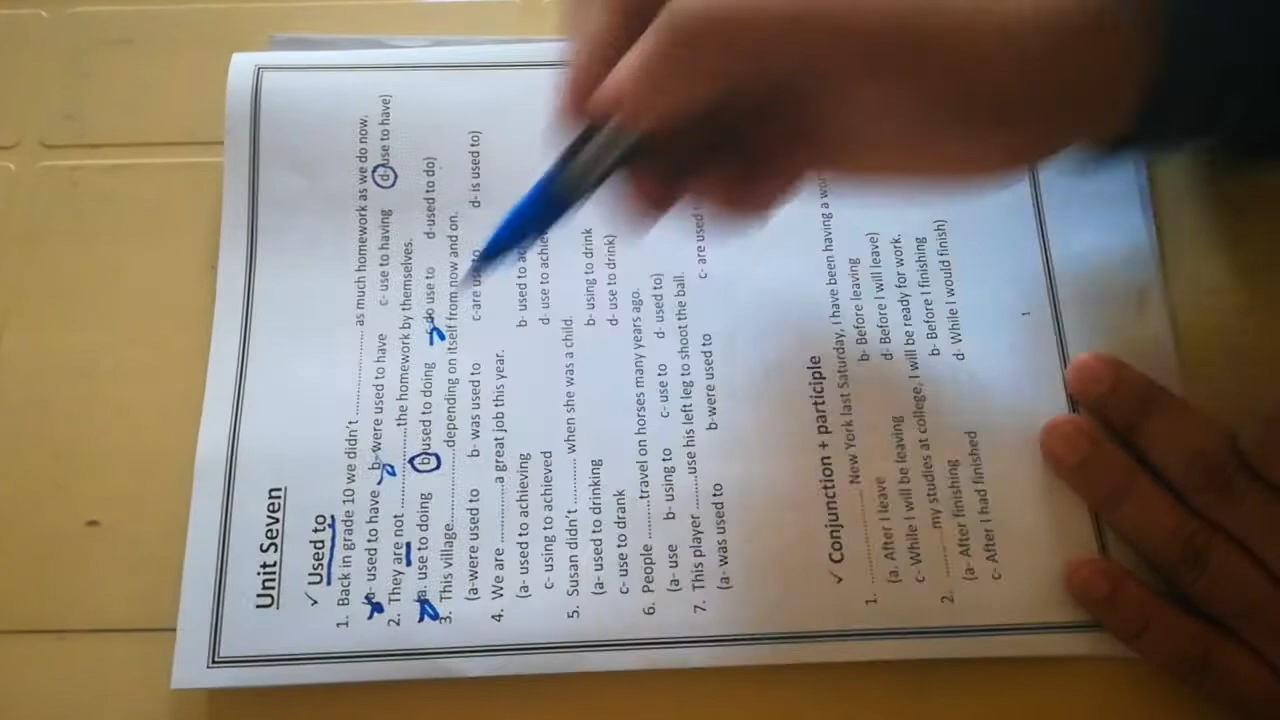 Unit Seven
✓ Used to
1. Back in grade 10 we didn't .................... as much homework as we do now.
a- used to have b- were used to have c- use to having d- use to have)
2. They are not ....................the homework by themselves.
(a. use to doing b- used to doing c-do use to d-used to do)
3. This village....................depending on itself from now and on.
(a-were used to b- was used to c-are used to d- is used to)
4. We are ..............a great job this year.
(a- used to achieving b- used to
c- using to achieved d- use to
5. Susan didn't ........... when she was a child.
(a- used to drinking b- using to drink
c- use to drank d- use to drink)
6. People ............travel on horses many years ago.
(a- use b- using to c- use to d- used to)
7. This player ..........use his left leg to shoot the ball.
(a- was used to b-were used to c- are used
✓ Conjunction + participle
1. .................... New York last Saturday, I have been having a
(a. After I leave b- Before leaving
c- While I will be leaving d- Before I will leave)
2. ............my studies at college, I will be ready for work.
(a- After finishing b- Before I finishing
c- After I had finished d- While I would finish)
1